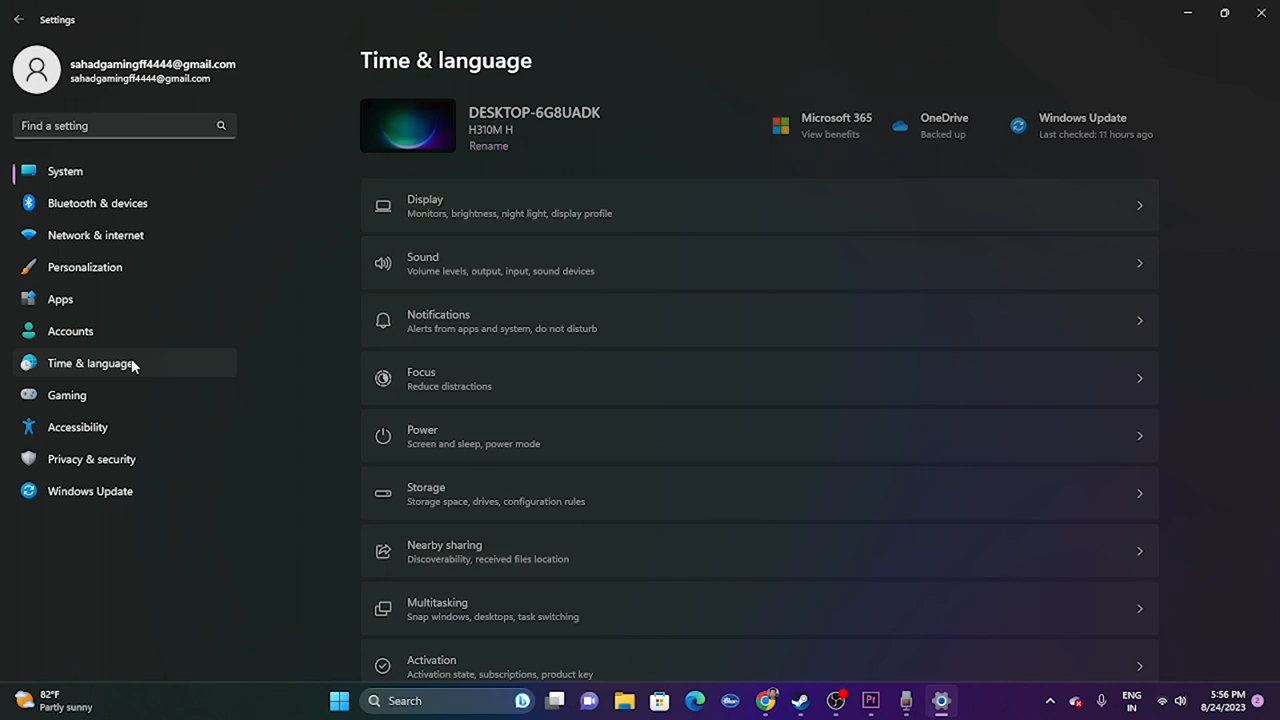 Settings
sahadgamingff4444@gmail.com
sahadgamingff4444@gmail.com
Find a setting
System
Bluetooth & devices
Network & internet
Personalization
Apps
Accounts
Time & language
Gaming
Accessibility
Privacy & security
Windows Update
Time & language
DESKTOP-6G8UADK
H310M H
Rename
Microsoft 365
View benefits
OneDrive
Backed up
Windows Update
Last checked: 11 hours ago
Display
Monitors, brightness, night light, display profile
Sound
Volume levels, output, input, sound devices
Notifications
Alerts from apps and system, do not disturb
Focus
Reduce distractions
Power
Screen and sleep, power mode
Storage
Storage space, drives, configuration rules
Nearby sharing
Discoverability, received files location
Multitasking
Snap windows, desktops, task switching
Activation
Activation state, subscriptions, product key
82°F
Partly sunny
Search
Pr
ENG
IN
5:56 PM
8/24/2023
2